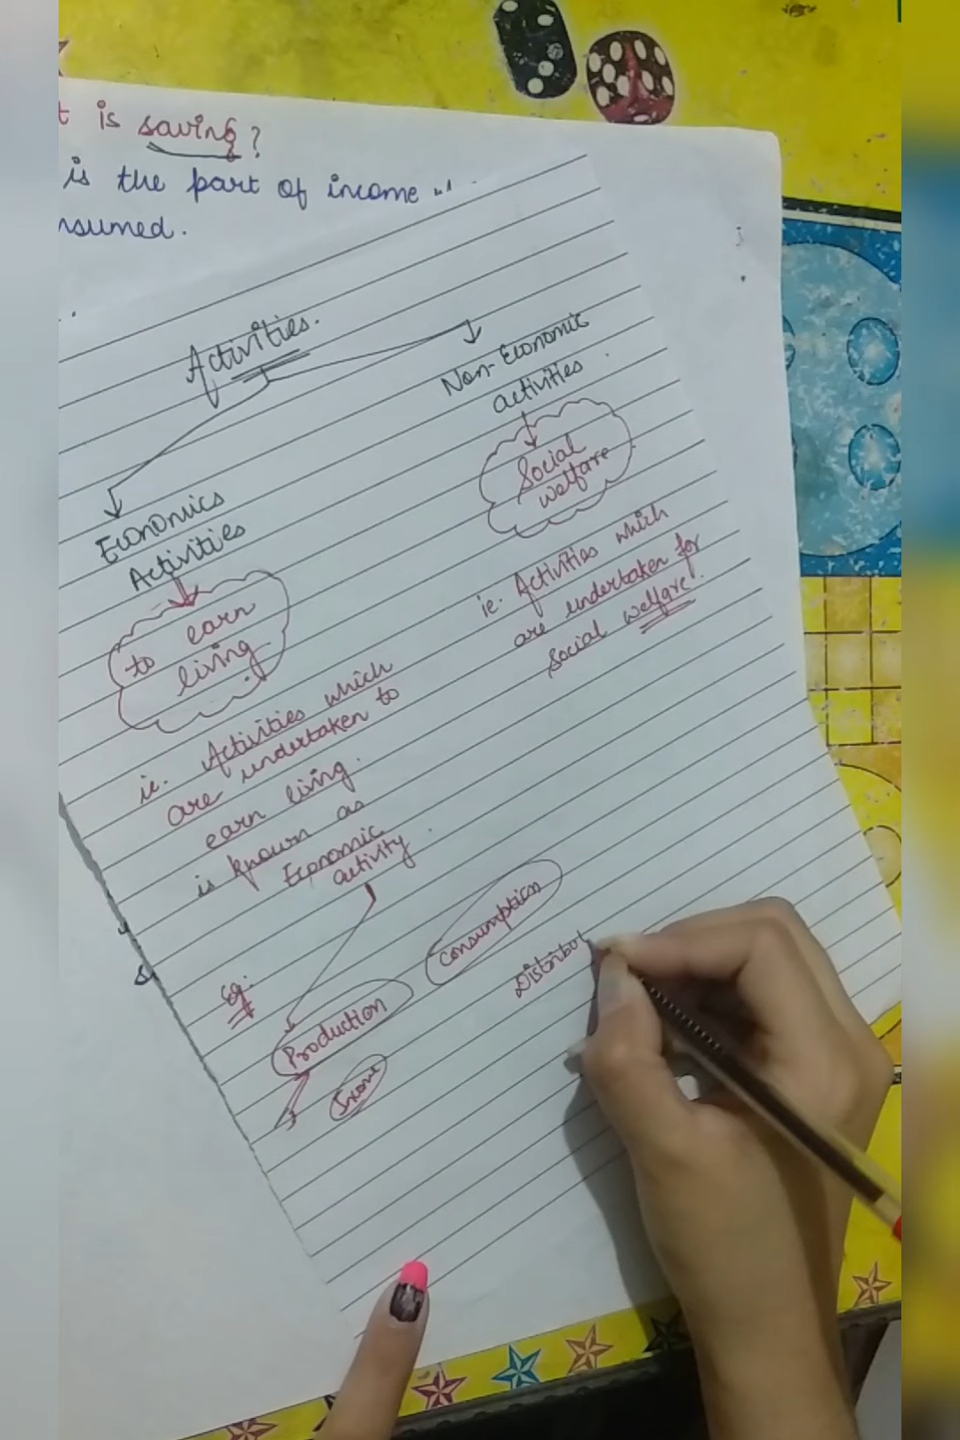 t is saving?
is the part of income
nsumed.
Activities.
Non-Economic
activities.
Social
welfare
ie. Activities which
are undertaken for
social welfare.
Economics
Activities
to earn
living
ie. Activities which
are undertaken to
earn living.
is known as
Economic
activity.
Eg:
Production
Consumption
Distribut
Income